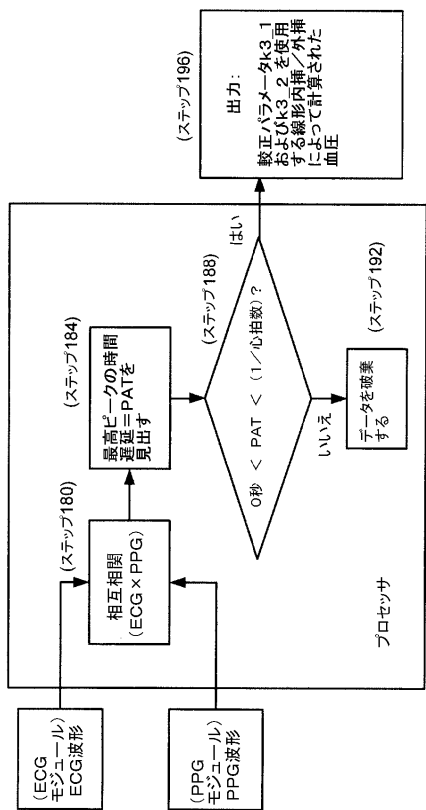 (ECG
モジュール)
ECG波形
(PPG
モジュール)
PPG波形
(ステップ180)
相互相関
(ECG×PPG)
(ステップ184)
最高ピークの時間
遅延=PATを
見出す
(ステップ188)
0秒 < PAT < (1/心拍数)?
はい
いいえ
(ステップ192)
データを破棄
する
プロセッサ
(ステップ196)
出力:
較正パラメータk3_1
およびk3_2 を使用
する線形内挿/外挿
によって計算された
血圧